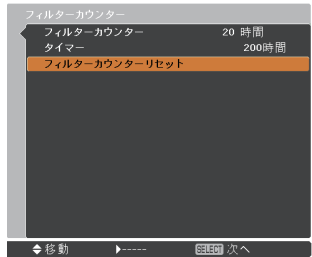 フィルターカウンター
フィルターカウンター 20 時間
タイマー 200時間
フィルターカウンターリセット
移動 ----- SELECT 次へ